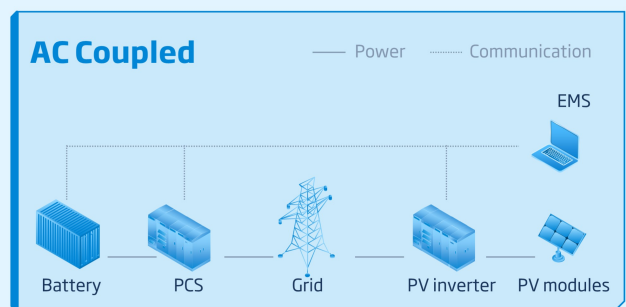 AC Coupled
Power
Communication
EMS
Battery
PCS
Grid
PV inverter
PV modules